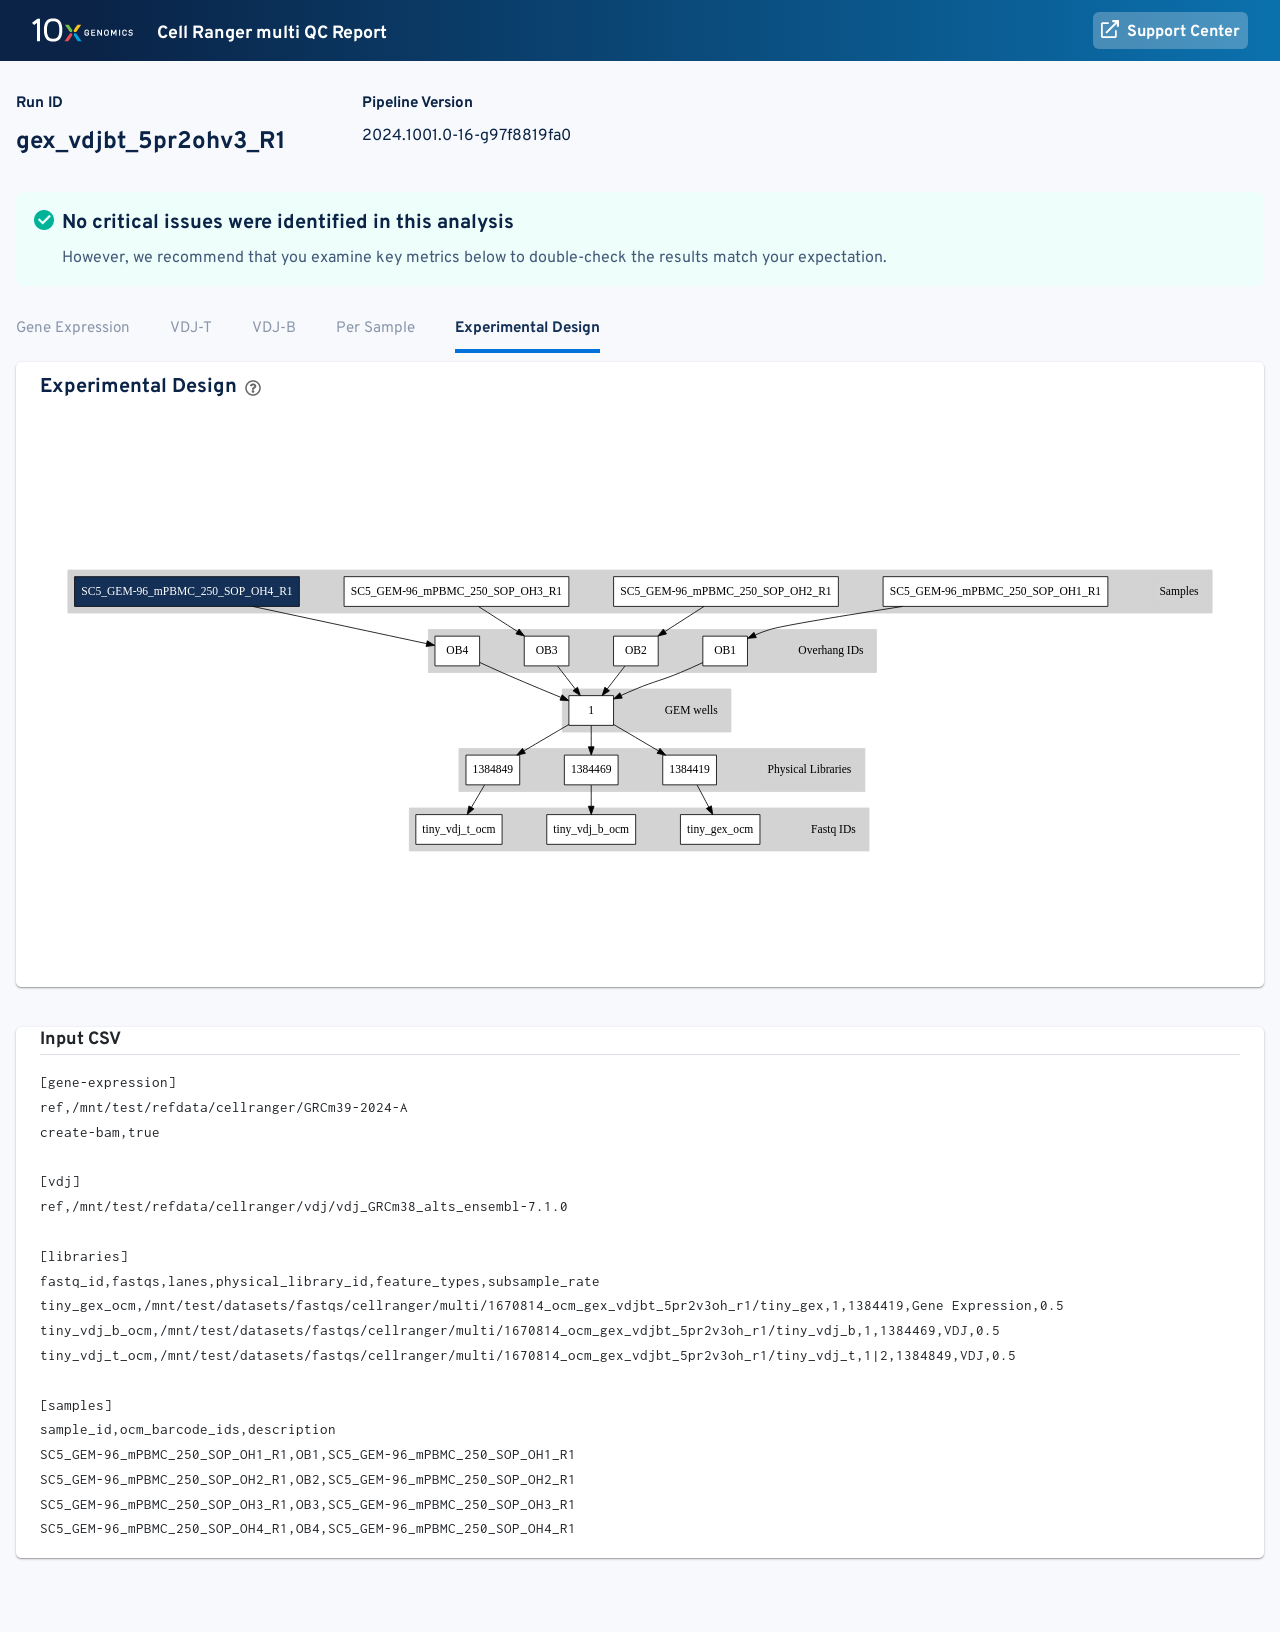 10x GENOMICS Cell Ranger multi QC Report Support Center
Run ID Pipeline Version
gex_vdjbt_5pr2ohv3_R1 2024.1001.0-16-g97f8819fa0
No critical issues were identified in this analysis
However, we recommend that you examine key metrics below to double-check the results match your expectation.
Gene Expression VDJ-T VDJ-B Per Sample Experimental Design
Experimental Design ?
SC5_GEM-96_mPBMC_250_SOP_OH4_R1 SC5_GEM-96_mPBMC_250_SOP_OH3_R1 SC5_GEM-96_mPBMC_250_SOP_OH2_R1 SC5_GEM-96_mPBMC_250_SOP_OH1_R1 Samples
OB4 OB3 OB2 OB1 Overhang IDs
1 GEM wells
1384849 1384469 1384419 Physical Libraries
tiny_vdj_t_ocm tiny_vdj_b_ocm tiny_gex_ocm Fastq IDs
Input CSV
[gene-expression]
ref,/mnt/test/refdata/cellranger/GRCm39-2024-A
create-bam,true
[vdj]
ref,/mnt/test/refdata/cellranger/vdj/vdj_GRCm38_alts_ensembl-7.1.0
[libraries]
fastq_id,fastqs,lanes,physical_library_id,feature_types,subsample_rate
tiny_gex_ocm,/mnt/test/datasets/fastqs/cellranger/multi/1670814_ocm_gex_vdjbt_5pr2v3oh_r1/tiny_gex,1,1384419,Gene Expression,0.5
tiny_vdj_b_ocm,/mnt/test/datasets/fastqs/cellranger/multi/1670814_ocm_gex_vdjbt_5pr2v3oh_r1/tiny_vdj_b,1,1384469,VDJ,0.5
tiny_vdj_t_ocm,/mnt/test/datasets/fastqs/cellranger/multi/1670814_ocm_gex_vdjbt_5pr2v3oh_r1/tiny_vdj_t,1|2,1384849,VDJ,0.5
[samples]
sample_id,ocm_barcode_ids,description
SC5_GEM-96_mPBMC_250_SOP_OH1_R1,OB1,SC5_GEM-96_mPBMC_250_SOP_OH1_R1
SC5_GEM-96_mPBMC_250_SOP_OH2_R1,OB2,SC5_GEM-96_mPBMC_250_SOP_OH2_R1
SC5_GEM-96_mPBMC_250_SOP_OH3_R1,OB3,SC5_GEM-96_mPBMC_250_SOP_OH3_R1
SC5_GEM-96_mPBMC_250_SOP_OH4_R1,OB4,SC5_GEM-96_mPBMC_250_SOP_OH4_R1